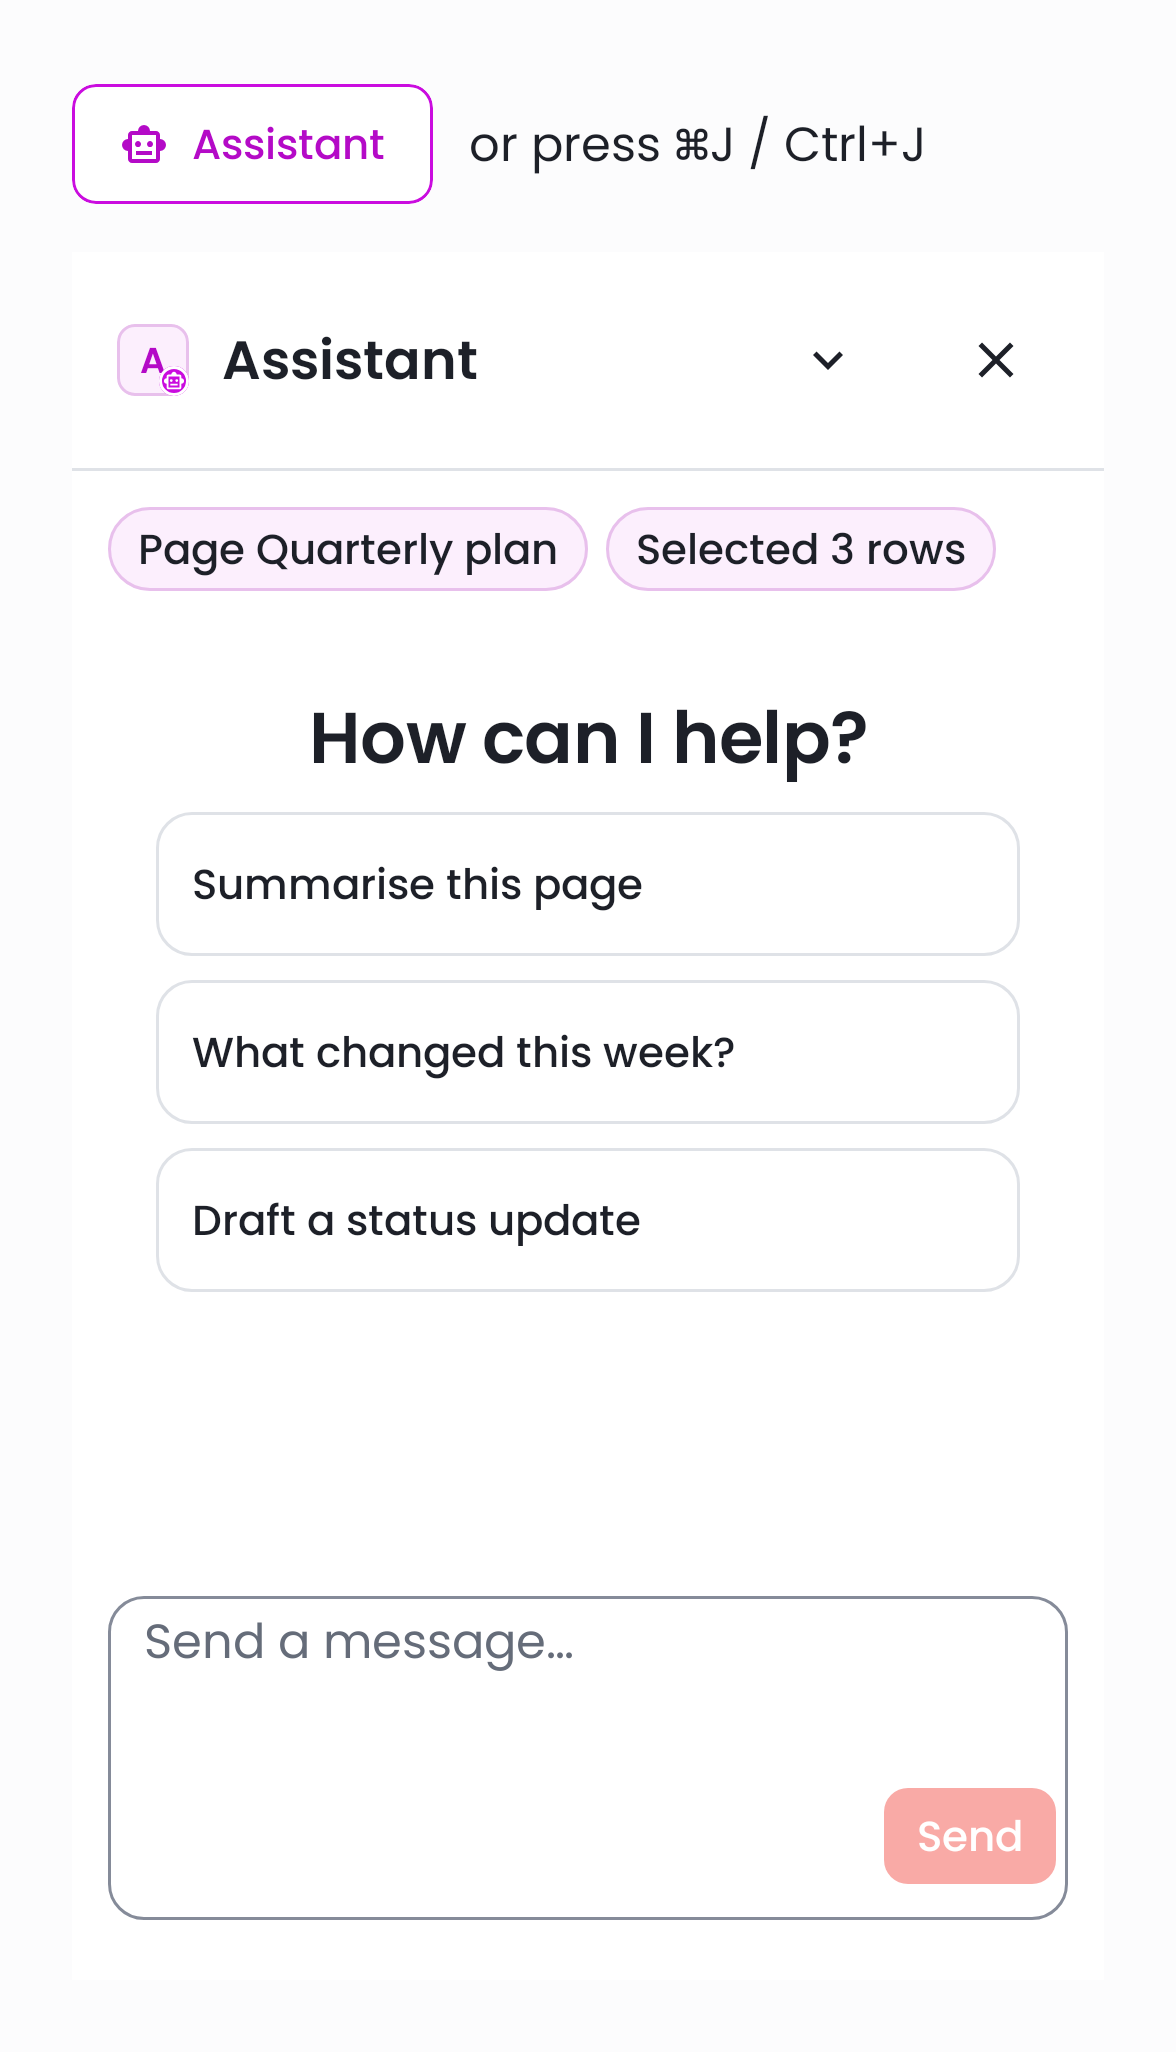 Assistant or press ⌘J / Ctrl+J
A Assistant
Page Quarterly plan Selected 3 rows
How can I help?
Summarise this page
What changed this week?
Draft a status update
Send a message...
Send